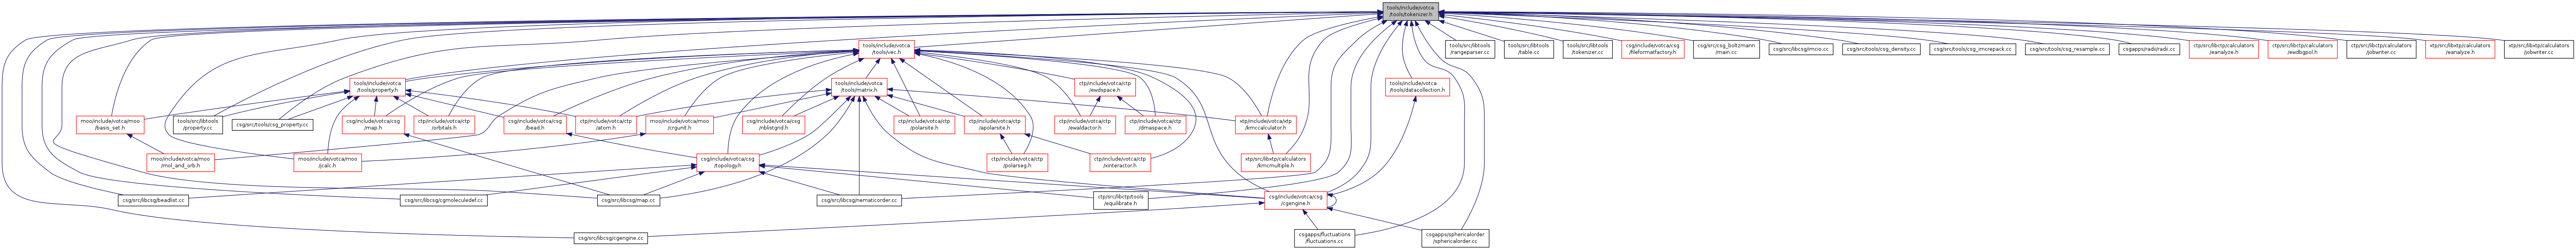 tools/include/votca
/tools/tokenizer.h
tools/include/votca
/tools/vec.h
tools/src/libtools
/rangeparser.cc
tools/src/libtools
/table.cc
tools/src/libtools
/tokenizer.cc
csg/include/votca/csg
/fileformatfactory.h
csg/src/csg_boltzmann
/main.cc
csg/src/libcsg/imcio.cc
csg/src/tools/csg_density.cc
csg/src/tools/csg_imcrepack.cc
csg/src/tools/csg_resample.cc
csgapps/radii/radii.cc
ctp/src/libctp/calculators
/eanalyze.h
ctp/src/libctp/calculators
/ewdbgpol.h
ctp/src/libctp/calculators
/jobwriter.cc
xtp/src/libxtp/calculators
/eanalyze.h
xtp/src/libxtp/calculators
/jobwriter.cc
tools/include/votca
/tools/property.h
tools/include/votca
/tools/matrix.h
ctp/include/votca/ctp
/ewdspace.h
tools/include/votca
/tools/datacollection.h
moo/include/votca/moo
/basis_set.h
tools/src/libtools
/property.cc
csg/src/tools/csg_property.cc
csg/include/votca/csg
/map.h
ctp/include/votca/ctp
/orbitals.h
csg/include/votca/csg
/bead.h
ctp/include/votca/ctp
/atom.h
moo/include/votca/moo
/crgunit.h
csg/include/votca/csg
/nblistgrid.h
ctp/include/votca/ctp
/polarsite.h
ctp/include/votca/ctp
/apolarsite.h
ctp/include/votca/ctp
/ewaldactor.h
ctp/include/votca/ctp
/dmaspace.h
xtp/include/votca/xtp
/kmccalculator.h
moo/include/votca/moo
/mol_and_orb.h
moo/include/votca/moo
/jcalc.h
csg/include/votca/csg
/topology.h
ctp/include/votca/ctp
/polarseg.h
ctp/include/votca/ctp
/xinteractor.h
xtp/src/libxtp/calculators
/kmcmultiple.h
csg/src/libcsg/beadlist.cc
csg/src/libcsg/cgmoleculedef.cc
csg/src/libcsg/map.cc
csg/src/libcsg/nematicorder.cc
ctp/src/libctp/tools
/equilibrate.h
csg/include/votca/csg
/cgengine.h
csg/src/libcsg/cgengine.cc
csgapps/fluctuations
/fluctuations.cc
csgapps/sphericalorder
/sphericalorder.cc